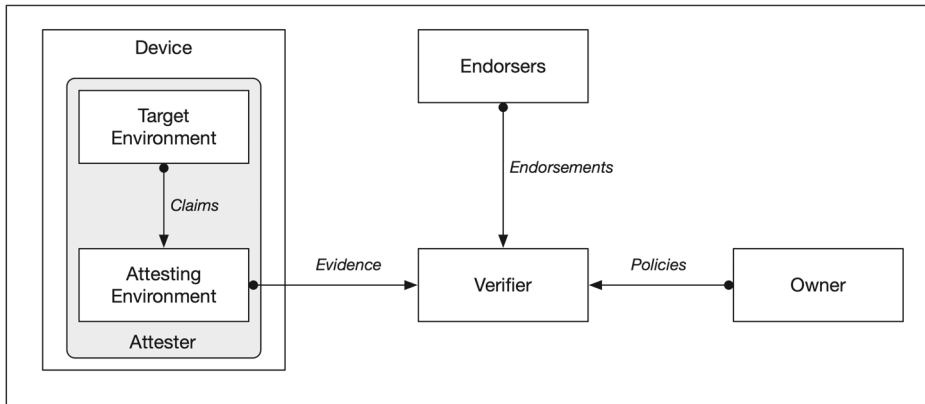 Device
Target
Environment
Claims
Attesting
Environment
Attester
Evidence
Endorsers
Endorsements
Verifier
Policies
Owner